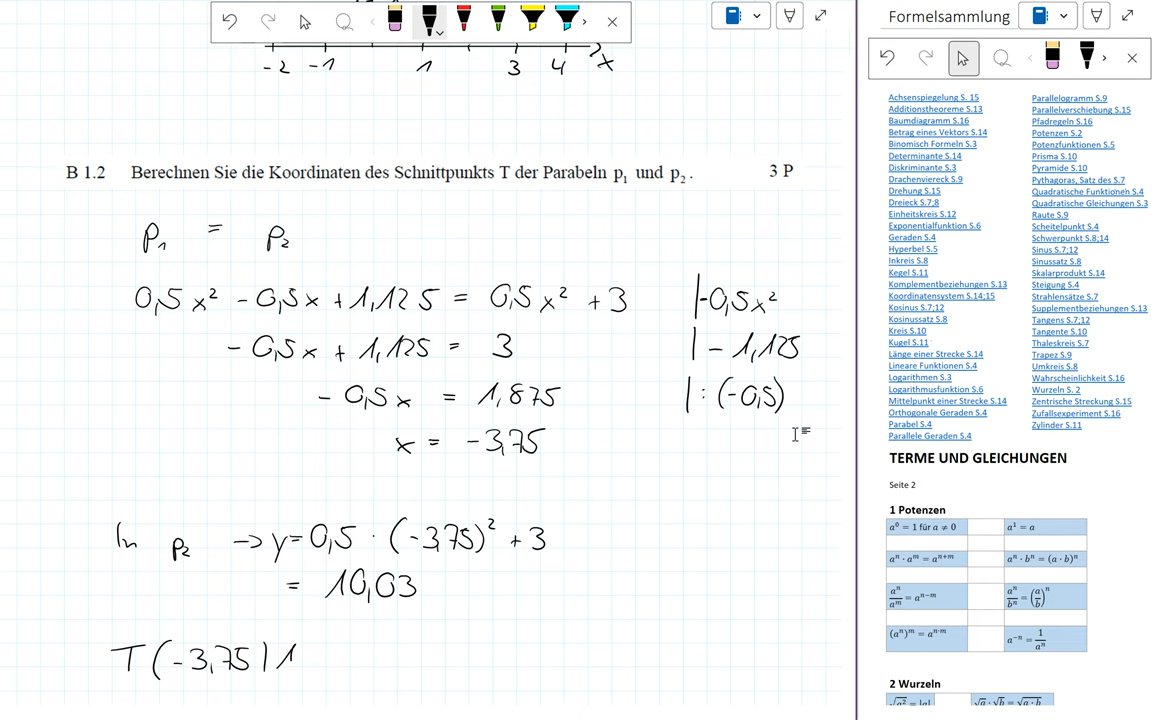 -2 -1 1 3 4 x
B 1.2 Berechnen Sie die Koordinaten des Schnittpunkts T der Parabeln p₁ und p₂. 3 P
p₁ = p₂
0,5x² - 0,5x + 1,125 = 0,5x² + 3 |-0,5x²
- 0,5x + 1,125 = 3 | - 1,125
- 0,5x = 1,875 | : (-0,5)
x = -3,75
In p₂ → y = 0,5 · (-3,75)² + 3
= 10,03
T(-3,75|1
Formelsammlung
Achsenspiegelung S. 15
Additionstheoreme S.13
Baumdiagramm S.16
Betrag eines Vektors S.14
Binomisch Formeln S.3
Determinante S.14
Diskriminante S.3
Drachenviereck S.9
Drehung S.15
Dreieck S.7;8
Einheitskreis S.12
Exponentialfunktion S.6
Geraden S.4
Hyperbel S.5
Inkreis S.8
Kegel S.11
Komplementbeziehungen S.13
Koordinatensystem S.14;15
Kosinus S.7;12
Kosinussatz S.8
Kreis S.10
Kugel S.11
Länge einer Strecke S.14
Lineare Funktionen S.4
Logarithmen S.3
Logarithmusfunktion S.6
Mittelpunkt einer Strecke S.14
Orthogonale Geraden S.4
Parabel S.4
Parallele Geraden S.4
Parallelogramm S.9
Parallelverschiebung S.15
Pfadregeln S.16
Potenzen S.2
Potenzfunktionen S.5
Prisma S.10
Pyramide S.10
Pythagoras, Satz des S.7
Quadratische Funktionen S.4
Quadratische Gleichungen S.3
Raute S.9
Scheitelpunkt S.4
Schwerpunkt S.8;14
Sinus S.7;12
Sinussatz S.8
Skalarprodukt S.14
Steigung S.4
Strahlensätze S.7
Supplementbeziehungen S.13
Tangens S.7;12
Tangente S.10
Thaleskreis S.7
Trapez S.9
Umkreis S.8
Wahrscheinlichkeit S.16
Wurzeln S. 2
Zentrische Streckung S.15
Zufallsexperiment S.16
Zylinder S.11
TERME UND GLEICHUNGEN
Seite 2
1 Potenzen
a⁰ = 1 für a ≠ 0 a¹ = a
aⁿ · aᵐ = aⁿ⁺ᵐ aⁿ · bⁿ = (a · b)ⁿ
aⁿ/aᵐ = aⁿ⁻ᵐ aⁿ/bⁿ = (a/b)ⁿ
(aⁿ)ᵐ = aⁿ·ᵐ a⁻ⁿ = 1/aⁿ
2 Wurzeln
√a² = |a| √a · √b = √a · b